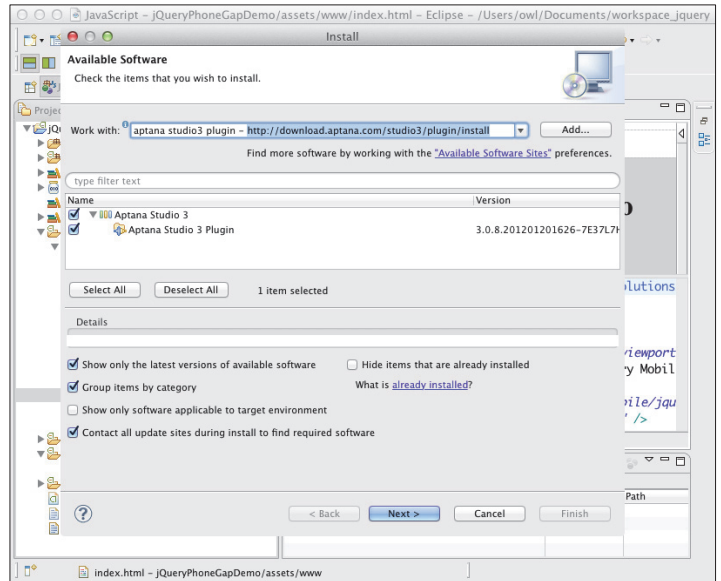 JavaScript - jQueryPhoneGapDemo/assets/www/index.html - Eclipse - /Users/owl/Documents/workspace_jquery
Install
Available Software
Check the items that you wish to install.
Work with: aptana studio3 plugin - http://download.aptana.com/studio3/plugin/install
Add...
Find more software by working with the "Available Software Sites" preferences.
type filter text
Name Version
Aptana Studio 3
Aptana Studio 3 Plugin 3.0.8.201201201626-7E37L7H
Select All Deselect All 1 item selected
Details
Show only the latest versions of available software Hide items that are already installed
Group items by category What is already installed?
Show only software applicable to target environment
Contact all update sites during install to find required software
? < Back Next > Cancel Finish
Projec
jQ
lutions
viewport
ry Mobil
bile/jqu
' />
Path
index.html - jQueryPhoneGapDemo/assets/www